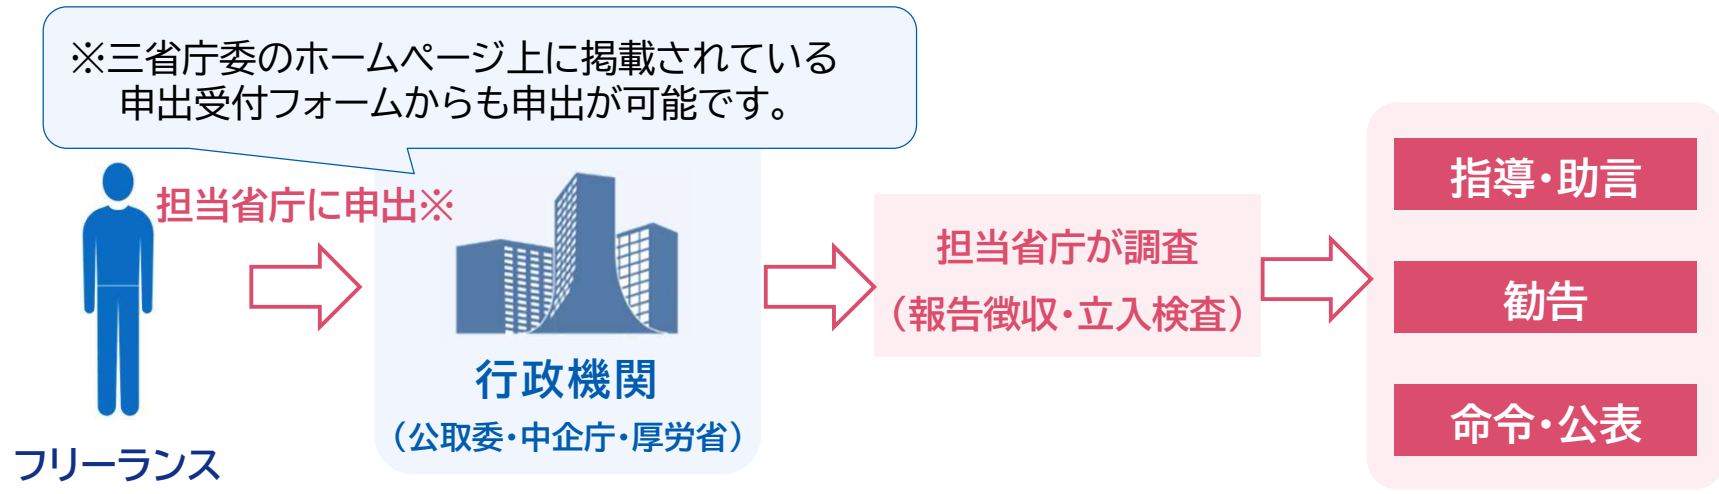 ※三省庁委のホームページ上に掲載されている
申出受付フォームからも申出が可能です。
担当省庁に申出※
フリーランス
行政機関
（公取委・中企庁・厚労省）
担当省庁が調査
（報告徴収・立入検査）
指導・助言
勧告
命令・公表